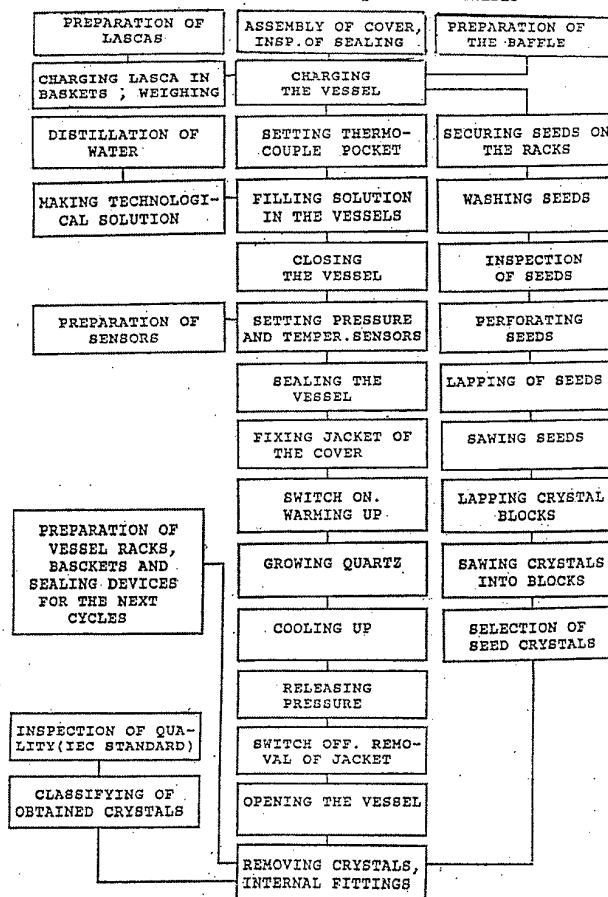 PREPARATION OF
LASCAS
ASSEMBLY OF COVER,
INSP.OF SEALING
PREPARATION OF
THE BAFFLE
CHARGING LASCA IN
BASKETS ; WEIGHING
CHARGING
THE VESSEL
DISTILLATION OF
WATER
SETTING THERMO-
COUPLE POCKET
SECURING SEEDS ON
THE RACKS
MAKING TECHNOLOGI-
CAL SOLUTION
FILLING SOLUTION
IN THE VESSELS
WASHING SEEDS
CLOSING
THE VESSEL
INSPECTION
OF SEEDS
PREPARATION OF
SENSORS
SETTING PRESSURE
AND TEMPER.SENSORS
PERFORATING
SEEDS
SEALING THE
VESSEL
LAPPING OF SEEDS
FIXING JACKET OF
THE COVER
SAWING SEEDS
SWITCH ON.
WARMING UP
LAPPING CRYSTAL
BLOCKS
PREPARATION OF
VESSEL RACKS,
BASCKETS AND
SEALING DEVICES
FOR THE NEXT
CYCLES
GROWING QUARTZ
SAWING CRYSTALS
INTO BLOCKS
COOLING UP
SELECTION OF
SEED CRYSTALS
RELEASING
PRESSURE
INSPECTION OF QUA-
LITY(IEC STANDARD)
SWITCH OFF. REMO-
VAL OF JACKET
CLASSIFYING OF
OBTAINED CRYSTALS
OPENING THE VESSEL
REMOVING CRYSTALS,
INTERNAL FITTINGS